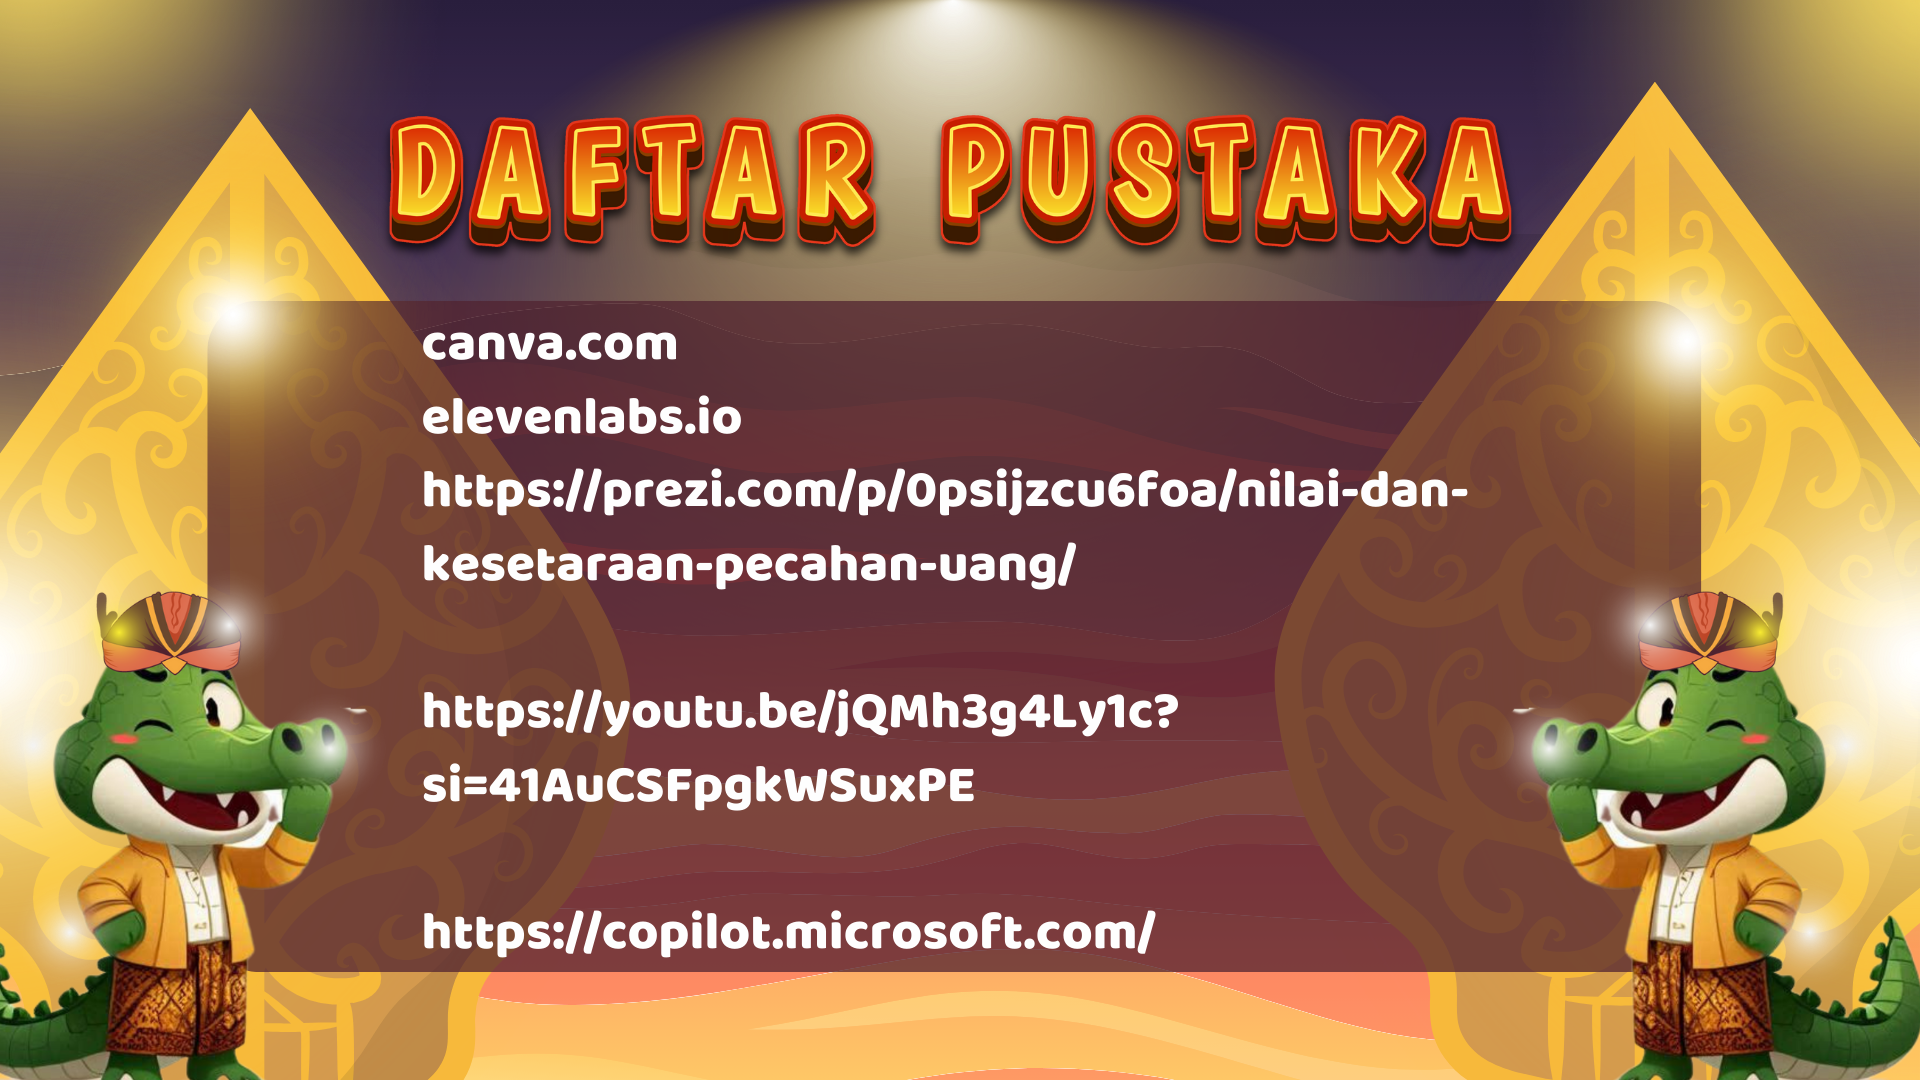 DAFTAR PUSTAKA
canva.com
elevenlabs.io
https://prezi.com/p/0psijzcu6foa/nilai-dan-
kesetaraan-pecahan-uang/
https://youtu.be/jQMh3g4Ly1c?
si=41AuCSFpgkWSuxPE
https://copilot.microsoft.com/